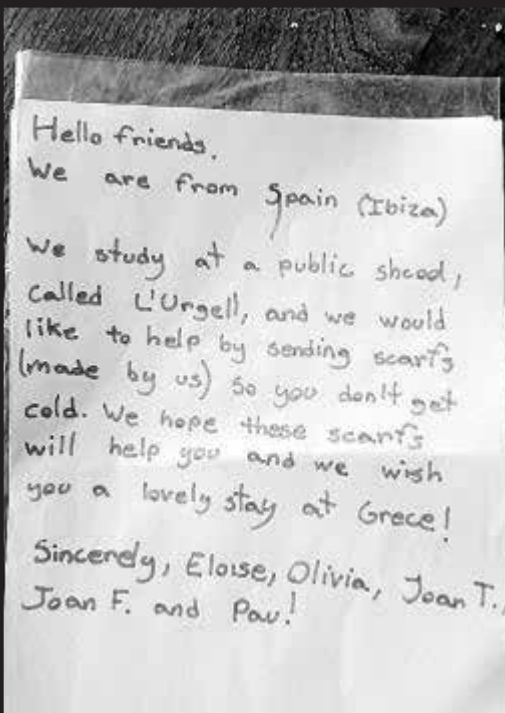 Hello friends.
We are from Spain (Ibiza)
We study at a public shcool,
called L'Urgell, and we would
like to help by sending scarfs
(made by us) so you don't get
cold. We hope these scarfs
will help you and we wish
you a lovely stay at Grece!
Sincerely, Eloise, Olivia, Joan T.,
Joan F. and Pau!